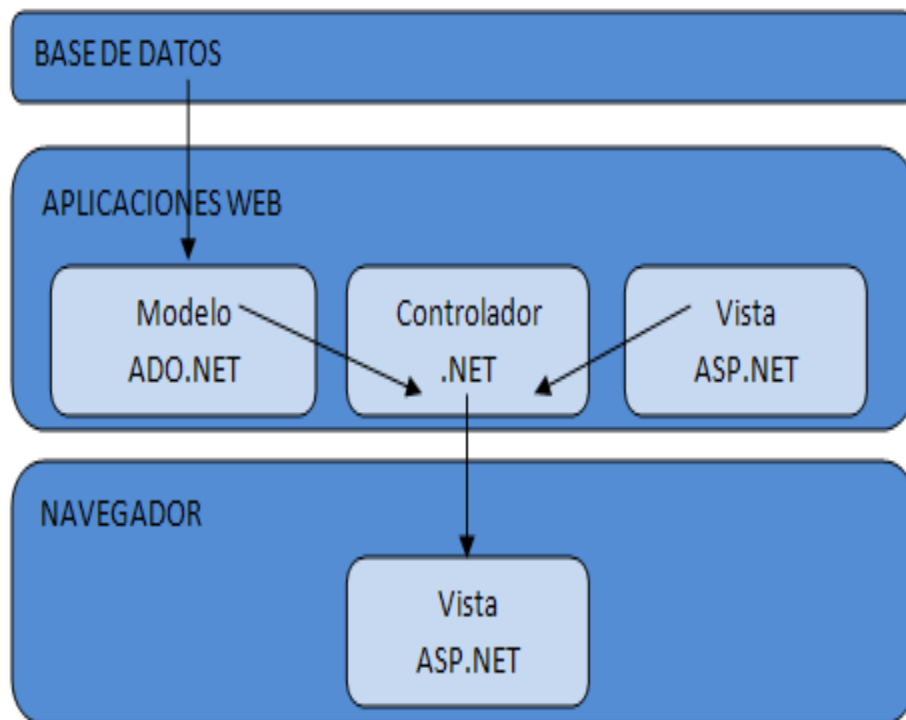 BASE DE DATOS
APLICACIONES WEB
Modelo
ADO.NET
Controlador
.NET
Vista
ASP.NET
NAVEGADOR
Vista
ASP.NET